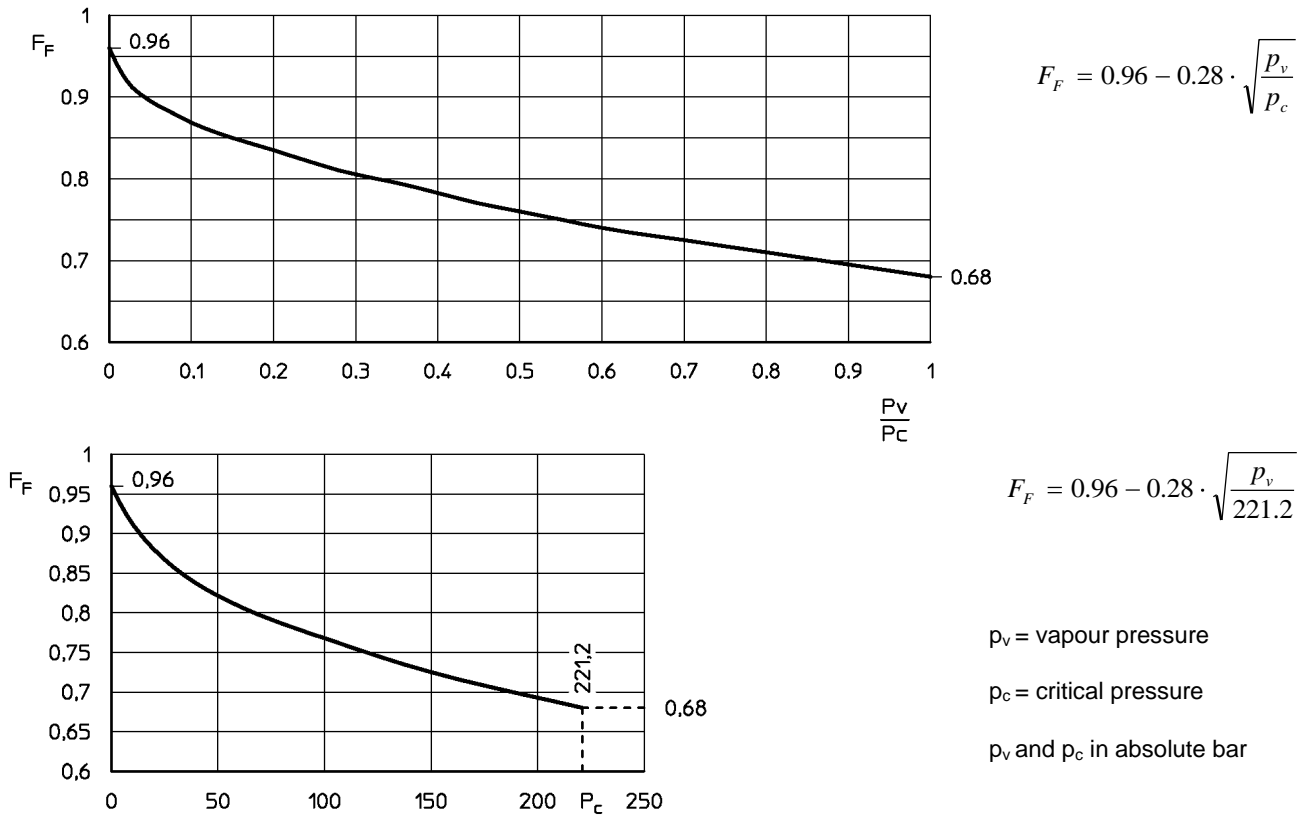 1
F_F
0.96
0.9
0.8
0.7
0.68
0.6
0 0.1 0.2 0.3 0.4 0.5 0.6 0.7 0.8 0.9 1
Pv
Pc
F_F = 0.96 − 0.28 · √(p_v / p_c)
1
F_F
0,96
0,95
0,9
0,85
0,8
0,75
0,7
0,65
0,6
221,2
0,68
0 50 100 150 200 P_c 250
F_F = 0.96 − 0.28 · √(p_v / 221.2)
p_v = vapour pressure
p_c = critical pressure
p_v and p_c in absolute bar